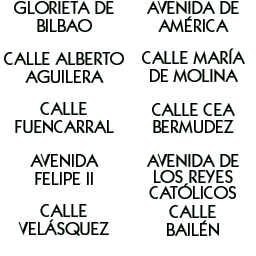 GLORIETA DE
BILBAO
AVENIDA DE
AMÉRICA
CALLE ALBERTO
AGUILERA
CALLE MARÍA
DE MOLINA
CALLE
FUENCARRAL
CALLE CEA
BERMUDEZ
AVENIDA
FELIPE II
AVENIDA DE
LOS REYES
CATÓLICOS
CALLE
VELÁSQUEZ
CALLE
BAILÉN